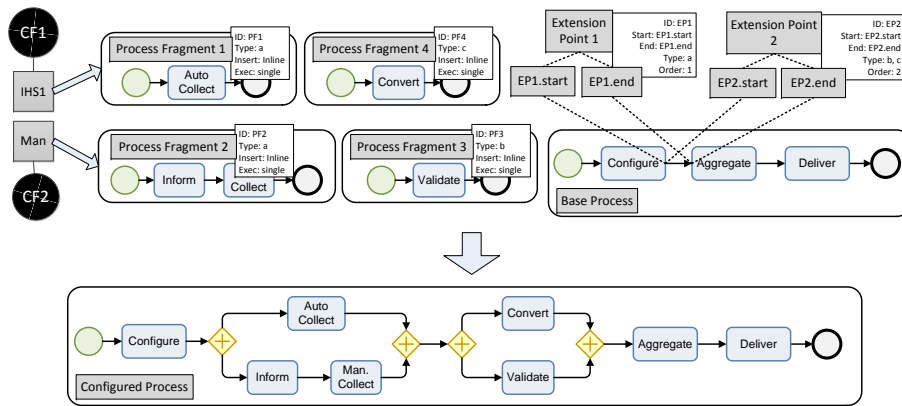 CF1
IHS1
Man
CF2
Process Fragment 1
ID: PF1
Type: a
Insert: Inline
Exec: single
Auto
Collect
Process Fragment 4
ID: PF4
Type: c
Insert: Inline
Exec: single
Convert
Extension
Point 1
ID: EP1
Start: EP1.start
End: EP1.end
Type: a
Order: 1
EP1.start
EP1.end
Extension Point
2
ID: EP2
Start: EP2.start
End: EP2.end
Type: b, c
Order: 2
EP2.start
EP2.end
Process Fragment 2
ID: PF2
Type: a
Insert: Inline
Exec: single
Inform
Collect
Process Fragment 3
ID: PF3
Type: b
Insert: Inline
Exec: single
Validate
Configure
Aggregate
Deliver
Base Process
Configure
Auto
Collect
Inform
Man.
Collect
Convert
Validate
Aggregate
Deliver
Configured Process